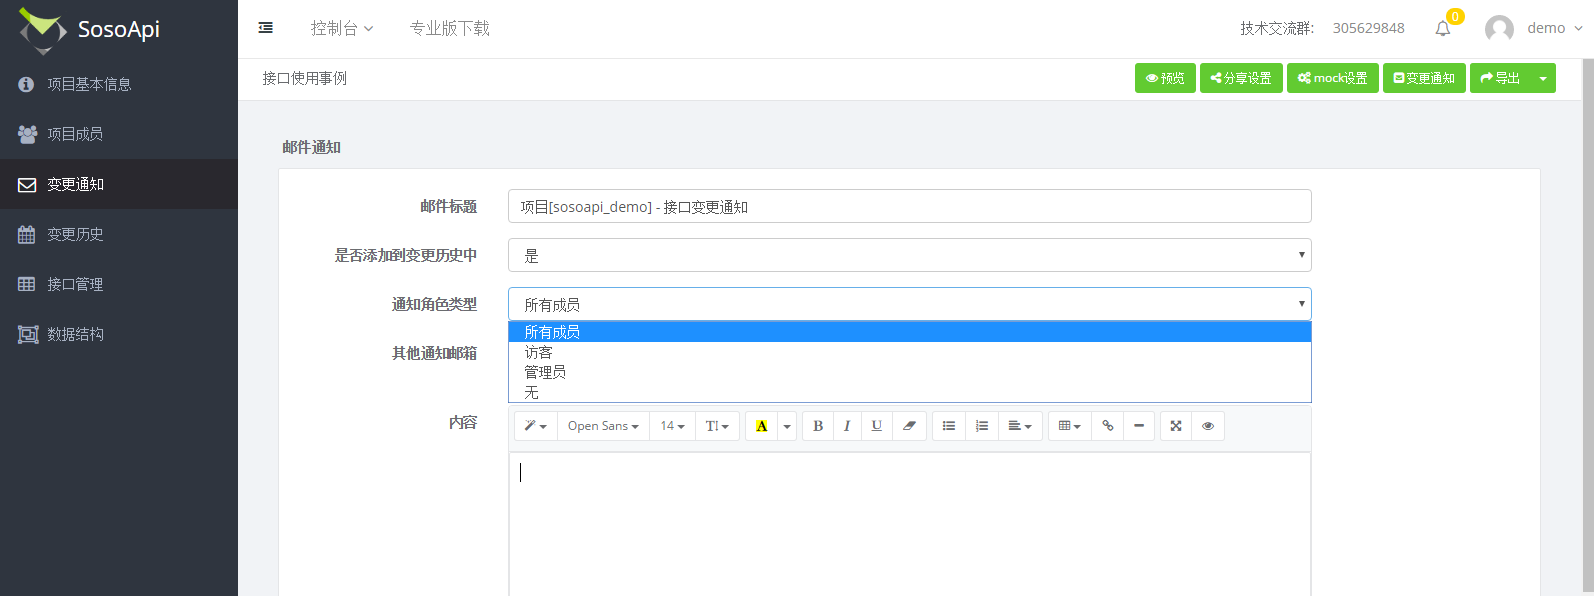 SosoApi
控制台 专业版下载 技术交流群: 305629848 0 demo
项目基本信息
项目成员
变更通知
变更历史
接口管理
数据结构
接口使用事例 预览 分享设置 mock设置 变更通知 导出
邮件通知
邮件标题 项目[sosoapi_demo] - 接口变更通知
是否添加到变更历史中 是
通知角色类型 所有成员
所有成员
访客
管理员
无
其他通知邮箱
内容
Open Sans 14 TI A B I U